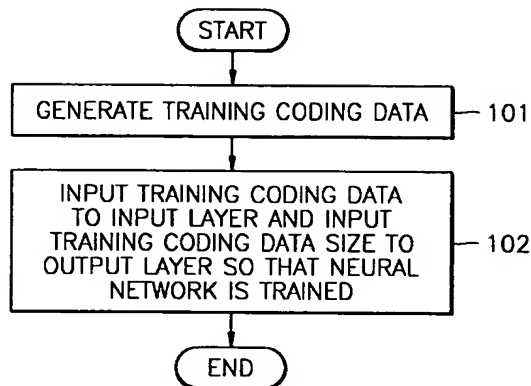 START
GENERATE TRAINING CODING DATA
101
INPUT TRAINING CODING DATA
TO INPUT LAYER AND INPUT
TRAINING CODING DATA SIZE TO
OUTPUT LAYER SO THAT NEURAL
NETWORK IS TRAINED
102
END